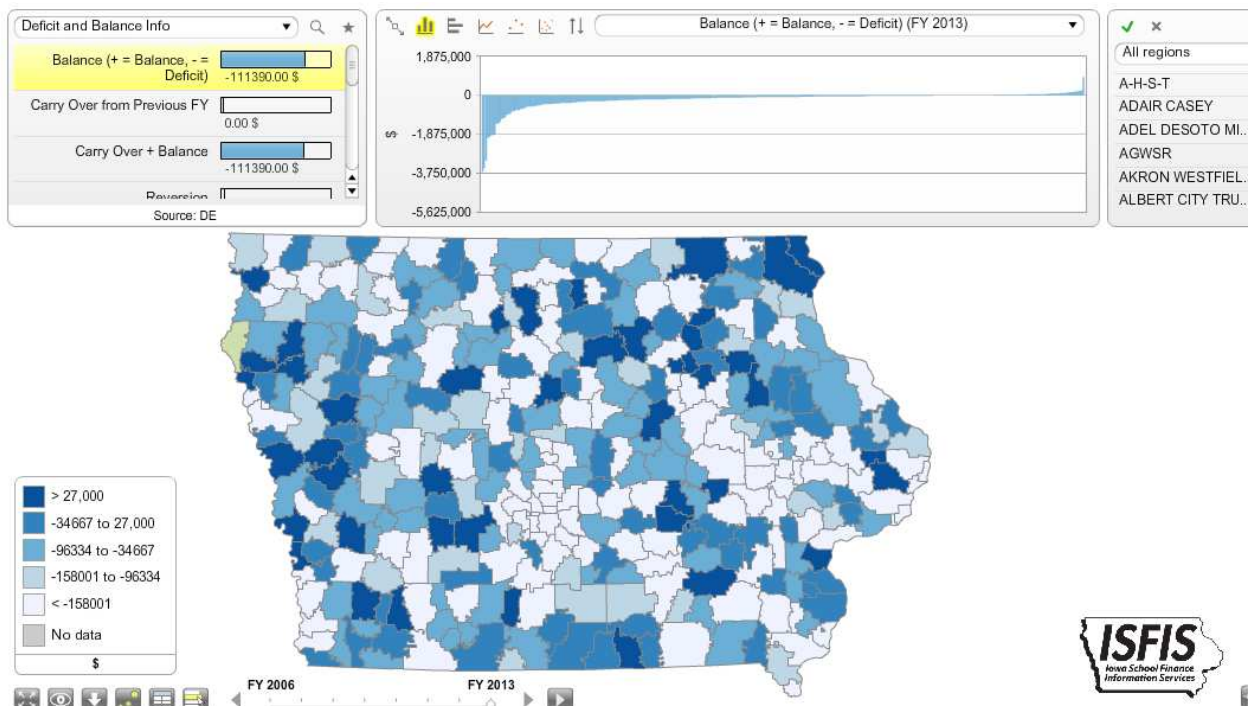 Deficit and Balance Info
Balance (+ = Balance, - =
Deficit)
-111390.00 $
Carry Over from Previous FY
0.00 $
Carry Over + Balance
-111390.00 $
Reversion
Source: DE
Balance (+ = Balance, - = Deficit) (FY 2013)
1,875,000
0
-1,875,000
-3,750,000
-5,625,000
$
All regions
A-H-S-T
ADAIR CASEY
ADEL DESOTO MI..
AGWSR
AKRON WESTFIEL.
ALBERT CITY TRU..
> 27,000
-34667 to 27,000
-96334 to -34667
-158001 to -96334
< -158001
No data
$
FY 2006
FY 2013
ISFIS
Iowa School Finance
Information Services